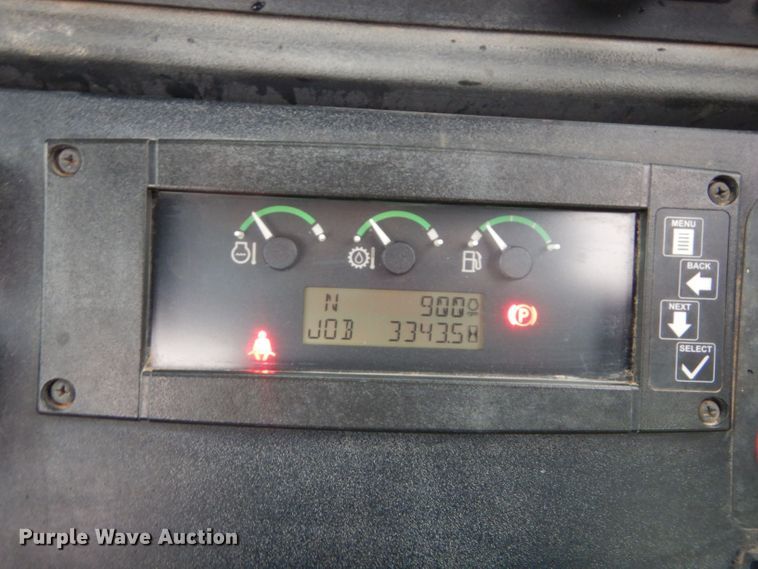 MENU
BACK
NEXT
SELECT
N 900
JOB 3343.5
P
Purple Wave Auction